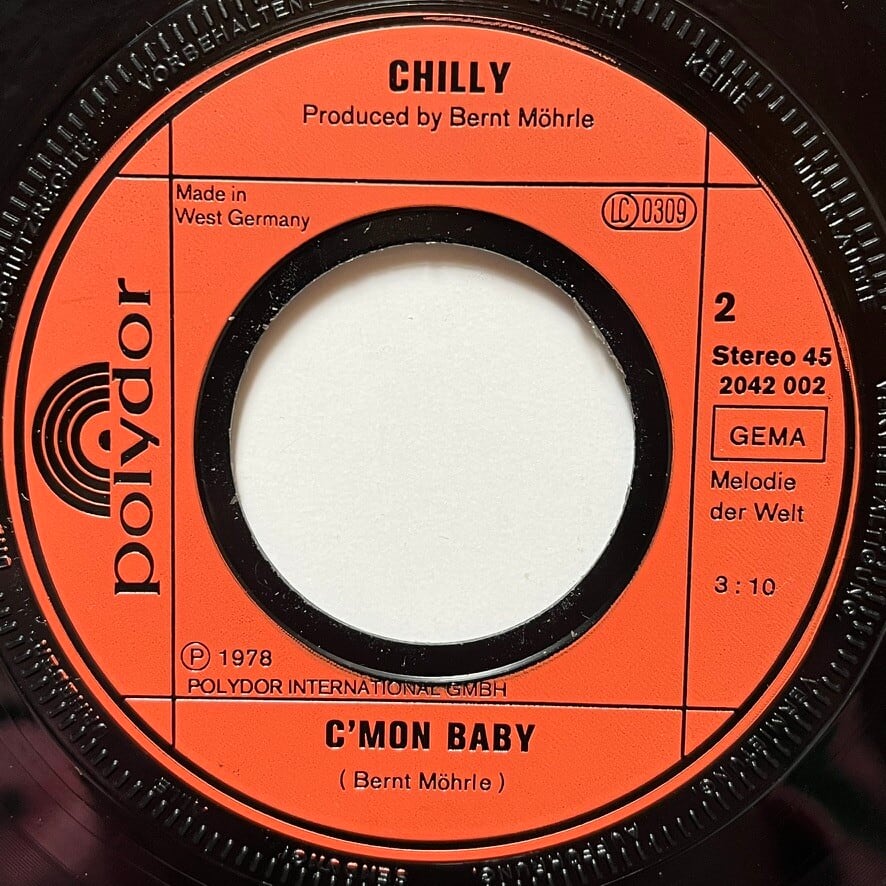 CHILLY
Produced by Bernt Möhrle
Made in
West Germany
LC 0309
polydor
2
Stereo 45
2042 002
GEMA
Melodie
der Welt
3:10
Ⓟ 1978
POLYDOR INTERNATIONAL GMBH
C'MON BABY
(Bernt Möhrle)
VORBEHALTEN
KEINE